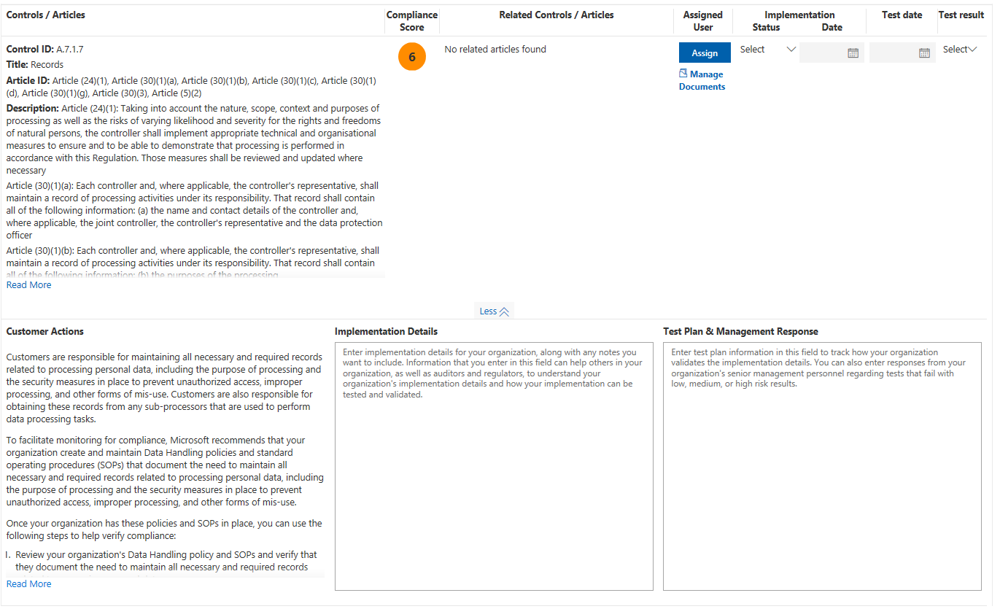 Controls / Articles
Compliance
Score
Related Controls / Articles
Assigned
User
Implementation
Status Date
Test date
Test result
Control ID: A.7.1.7
Title: Records
Article ID: Article (24)(1), Article (30)(1)(a), Article (30)(1)(b), Article (30)(1)(c), Article (30)(1)
(d), Article (30)(1)(g), Article (30)(3), Article (5)(2)
Description: Article (24)(1): Taking into account the nature, scope, context and purposes of
processing as well as the risks of varying likelihood and severity for the rights and freedoms
of natural persons, the controller shall implement appropriate technical and organisational
measures to ensure and to be able to demonstrate that processing is performed in
accordance with this Regulation. Those measures shall be reviewed and updated where
necessary
Article (30)(1)(a): Each controller and, where applicable, the controller's representative, shall
maintain a record of processing activities under its responsibility. That record shall contain
all of the following information: (a) the name and contact details of the controller and,
where applicable, the joint controller, the controller's representative and the data protection
officer
Article (30)(1)(b): Each controller and, where applicable, the controller's representative, shall
maintain a record of processing activities under its responsibility. That record shall contain
all of the following information: (b) the purposes of the processing
Read More
6
No related articles found
Assign
Manage
Documents
Select
Select
Less
Customer Actions
Customers are responsible for maintaining all necessary and required records
related to processing personal data, including the purpose of processing and
the security measures in place to prevent unauthorized access, improper
processing, and other forms of mis-use. Customers are also responsible for
obtaining these records from any sub-processors that are used to perform
data processing tasks.
To facilitate monitoring for compliance, Microsoft recommends that your
organization create and maintain Data Handling policies and standard
operating procedures (SOPs) that document the need to maintain all
necessary and required records related to processing personal data, including
the purpose of processing and the security measures in place to prevent
unauthorized access, improper processing, and other forms of mis-use.
Once your organization has these policies and SOPs in place, you can use the
following steps to help verify compliance:
I. Review your organization's Data Handling policy and SOPs and verify that
they document the need to maintain all necessary and required records
Read More
Implementation Details
Enter implementation details for your organization, along with any notes you
want to include. Information that you enter in this field can help others in your
organization, as well as auditors and regulators, to understand your
organization's implementation details and how your implementation can be
tested and validated.
Test Plan & Management Response
Enter test plan information in this field to track how your organization
validates the implementation details. You can also enter responses from your
organization's senior management personnel regarding tests that fail with
low, medium, or high risk results.